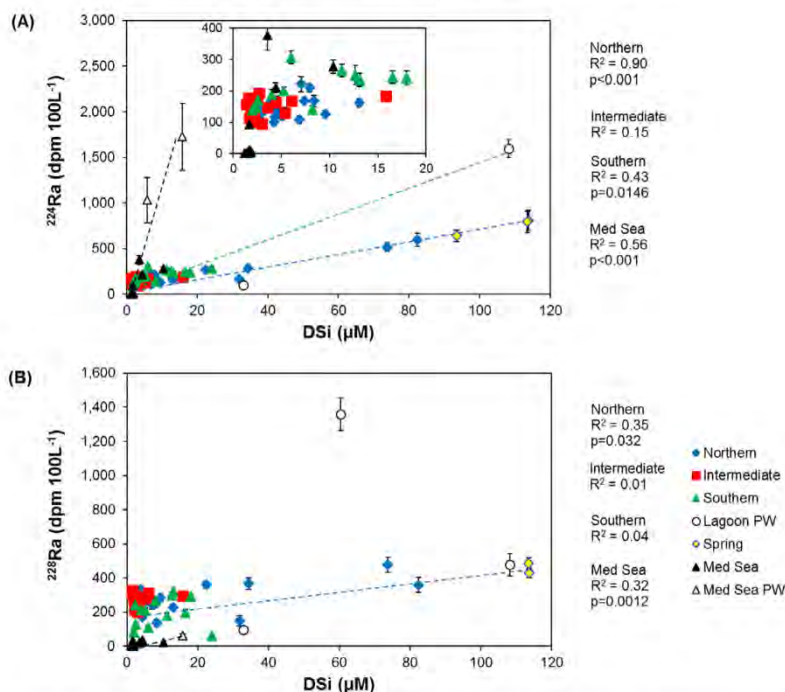 (A)
3,000
2,500
2,000
1,500
1,000
500
0
²²⁴Ra (dpm 100L⁻¹)
400
300
200
100
0
0 5 10 15 20
0 20 40 60 80 100 120
DSi (µM)
Northern
R² = 0.90
p<0.001
Intermediate
R² = 0.15
Southern
R² = 0.43
p=0.0146
Med Sea
R² = 0.56
p<0.001
(B)
1,600
1,400
1,200
1,000
800
600
400
200
0
²²⁸Ra (dpm 100L⁻¹)
0 20 40 60 80 100 120
DSi (µM)
Northern
R² = 0.35
p=0.032
Intermediate
R² = 0.01
Southern
R² = 0.04
Med Sea
R² = 0.32
p=0.0012
Northern
Intermediate
Southern
Lagoon PW
Spring
Med Sea
Med Sea PW